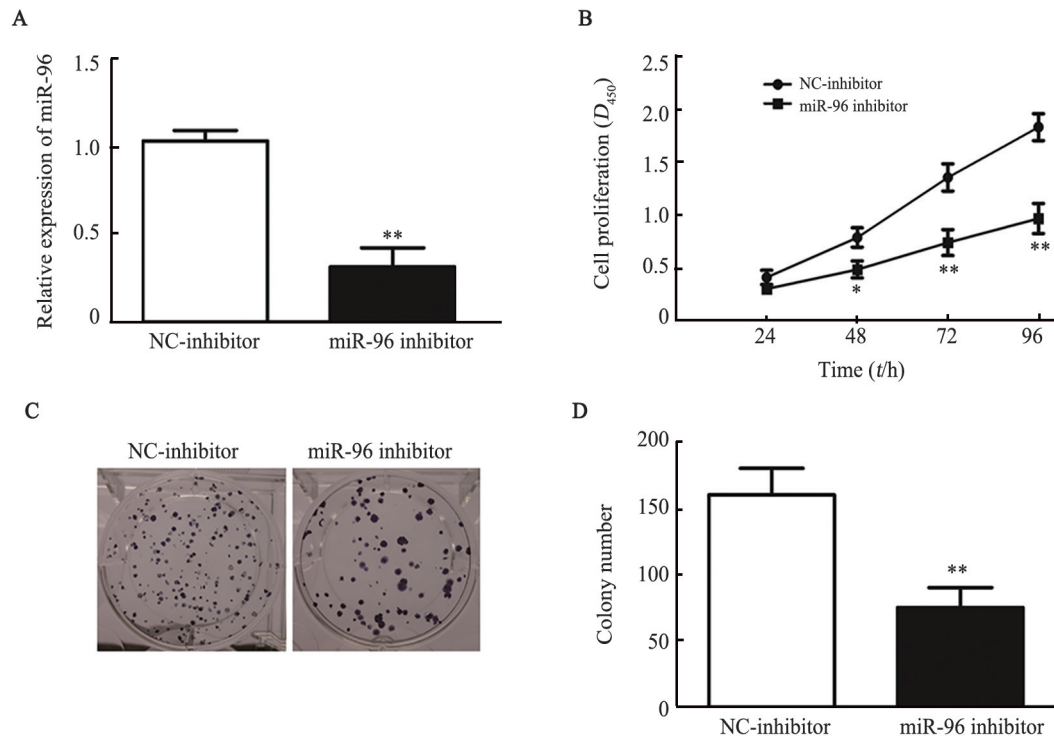 A
Relative expression of miR-96
1.5
1.0
0.5
0
**
NC-inhibitor
miR-96 inhibitor
B
Cell proliferation (D450)
2.5
2.0
1.5
1.0
0.5
0
NC-inhibitor
miR-96 inhibitor
*
**
**
24
48
72
96
Time (t/h)
C
NC-inhibitor
miR-96 inhibitor
D
Colony number
200
150
100
50
0
**
NC-inhibitor
miR-96 inhibitor